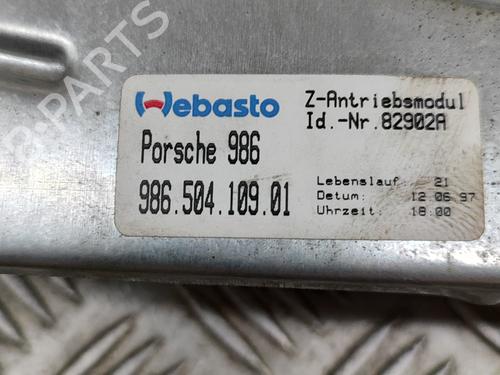 PARTS
Webasto
Z-Antriebsmodul
Id.-Nr.82902A
Porsche 986
986.504.109.01
Lebenslauf: 21
Datum: 12.06.97
Uhrzeit: 18:00